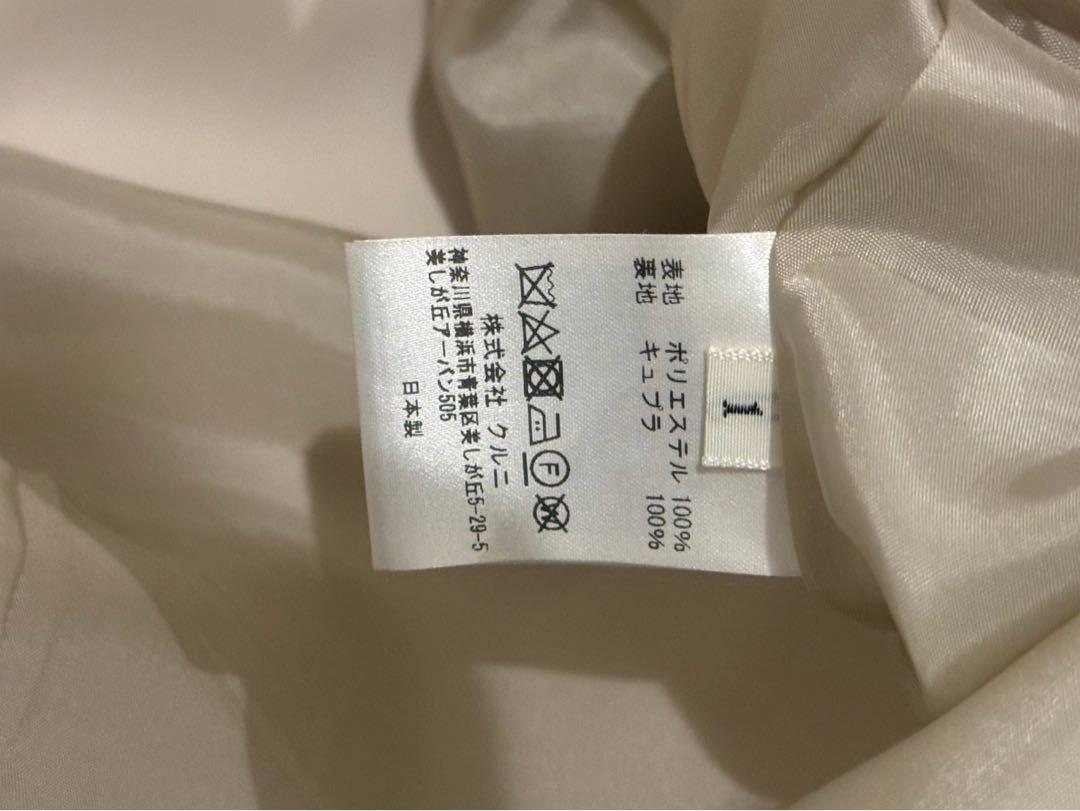 1
表地 ポリエステル 100%
裏地 キュプラ 100%
F
W
株式会社 クルニ
神奈川県横浜市青葉区美しが丘5-29-5
美しが丘アーバン505
日本製